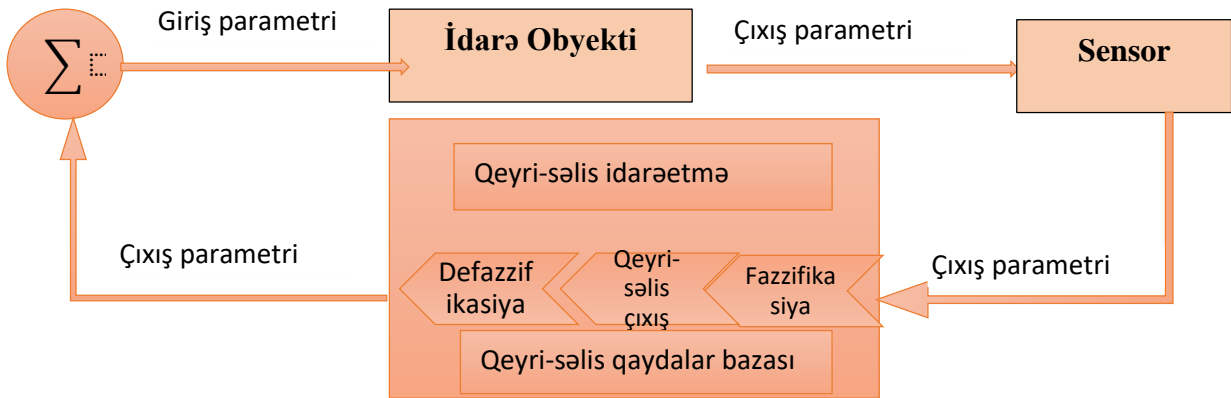 Giriş parametri
İdarə Obyekti
Çıxış parametri
Sensor
∑
Qeyri-səlis idarəetmə
Çıxış parametri
Defazzif
ikasiya
Qeyri-
səlis
çıxış
Fazzifika
siya
Çıxış parametri
Qeyri-səlis qaydalar bazası